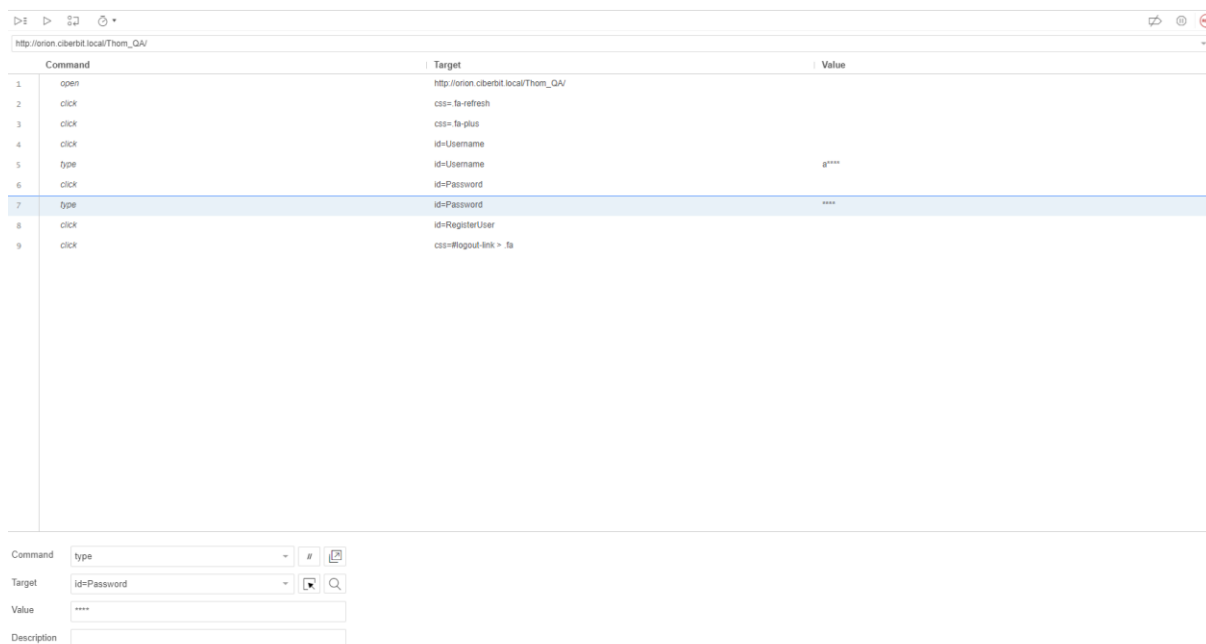 http://orion.ciberbit.local/Thom_QA/
Command Target Value
1 open http://orion.ciberbit.local/Thom_QA/
2 click css=.fa-refresh
3 click css=.fa-plus
4 click id=Username
5 type id=Username a****
6 click id=Password
7 type id=Password ****
8 click id=RegisterUser
9 click css=#logout-link > .fa
Command type //
Target id=Password
Value ****
Description